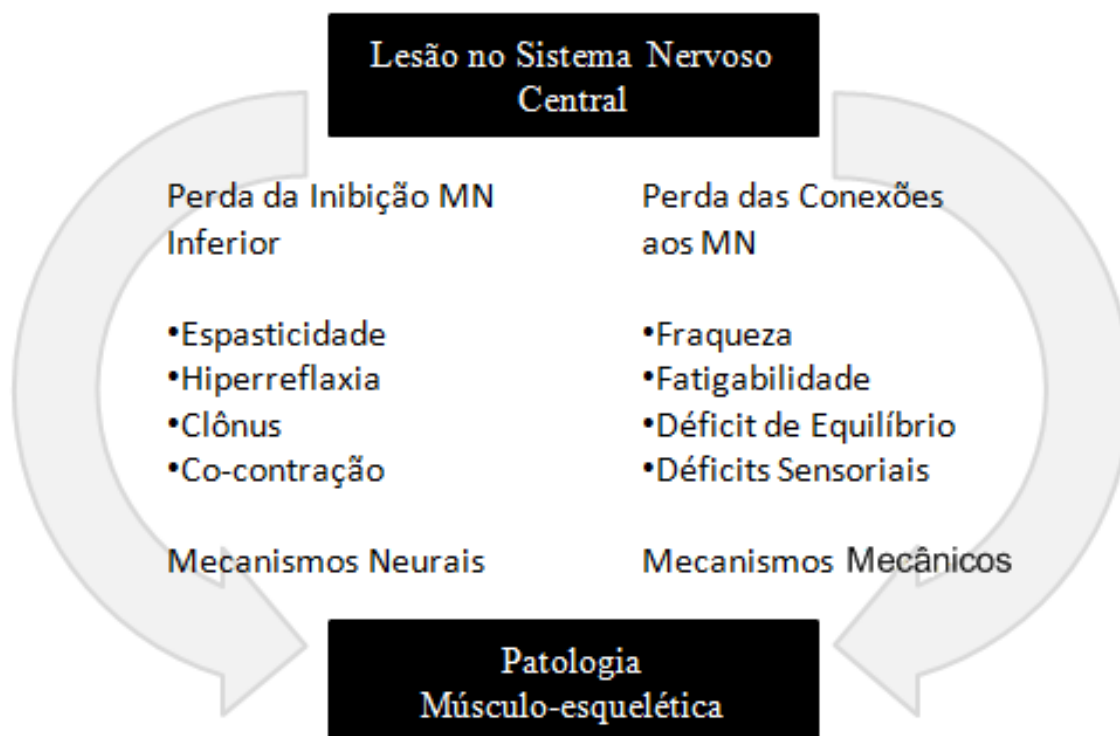 Lesão no Sistema Nervoso
Central
Perda da Inibição MN
Inferior
•Espasticidade
•Hiperreflaxia
•Clônus
•Co-contração
Mecanismos Neurais
Perda das Conexões
aos MN
•Fraqueza
•Fatigabilidade
•Déficit de Equilíbrio
•Déficits Sensoriais
Mecanismos Mecânicos
Patologia
Músculo-esquelética